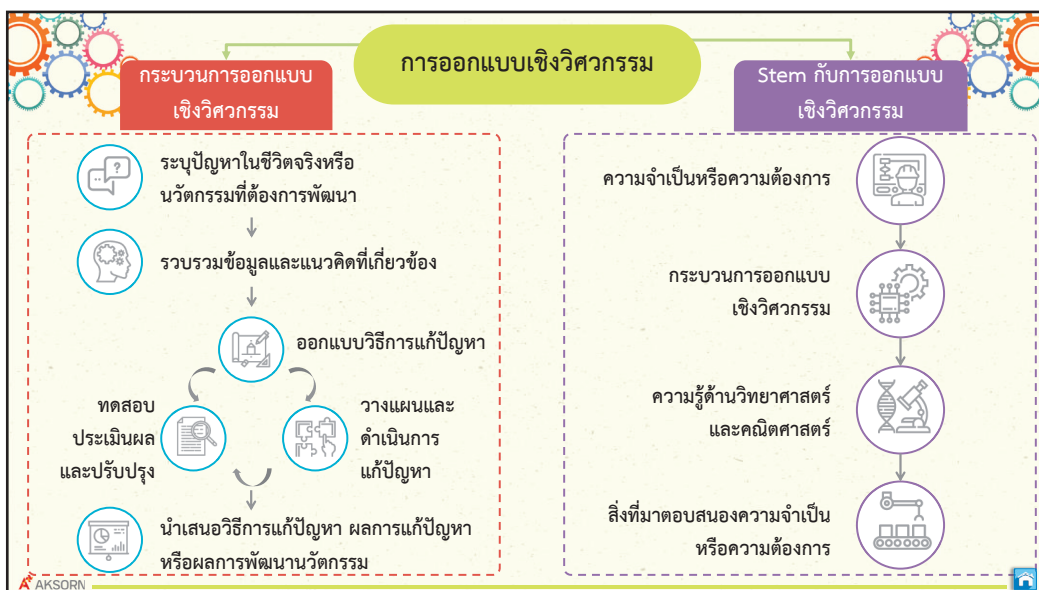 การออกแบบเชิงวิศวกรรม
กระบวนการออกแบบ
เชิงวิศวกรรม
ระบุปัญหาในชีวิตจริงหรือ
นวัตกรรมที่ต้องการพัฒนา
?
รวบรวมข้อมูลและแนวคิดที่เกี่ยวข้อง
ออกแบบวิธีการแก้ปัญหา
ทดสอบ
ประเมินผล
และปรับปรุง
วางแผนและ
ดำเนินการ
แก้ปัญหา
นำเสนอวิธีการแก้ปัญหา ผลการแก้ปัญหา
หรือผลการพัฒนานวัตกรรม
Stem กับการออกแบบ
เชิงวิศวกรรม
ความจำเป็นหรือความต้องการ
กระบวนการออกแบบ
เชิงวิศวกรรม
ความรู้ด้านวิทยาศาสตร์
และคณิตศาสตร์
สิ่งที่มาตอบสนองความจำเป็น
หรือความต้องการ
AKSORN